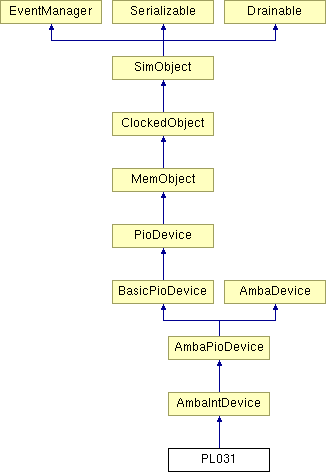 EventManager Serializable Drainable
SimObject
ClockedObject
MemObject
PioDevice
BasicPioDevice AmbaDevice
AmbaPioDevice
AmbaIntDevice
PL031